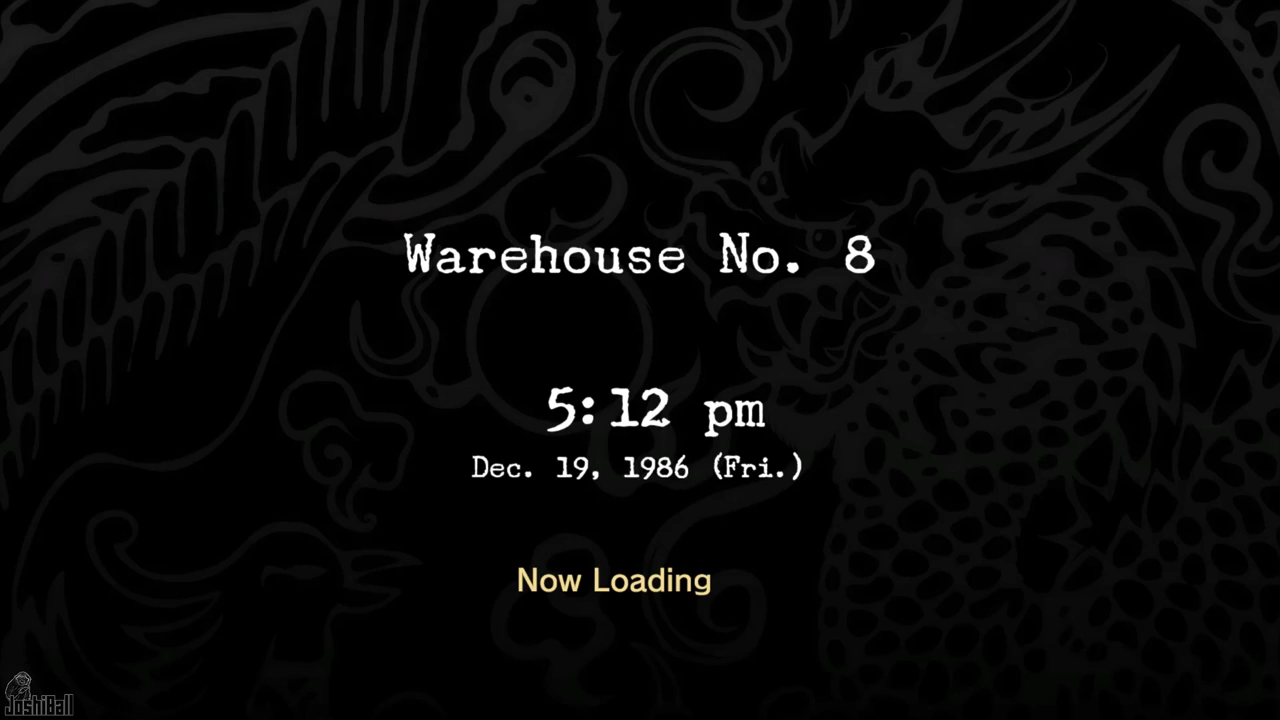 Warehouse No. 8
5:12 pm
Dec. 19, 1986 (Fri.)
Now Loading
JoshiBall